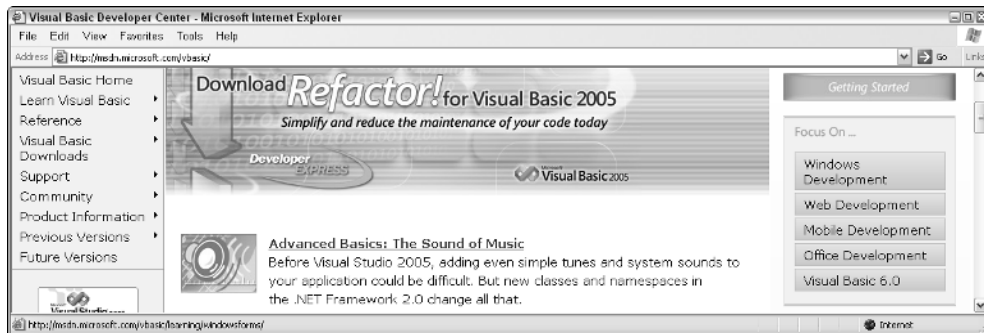 Visual Basic Developer Center - Microsoft Internet Explorer
File Edit View Favorites Tools Help
Address http://msdn.microsoft.com/vbasic/ Go Links
Visual Basic Home
Learn Visual Basic
Reference
Visual Basic
Downloads
Support
Community
Product Information
Previous Versions
Future Versions
Visual Studio
Download Refactor! for Visual Basic 2005
Simplify and reduce the maintenance of your code today
Developer
EXPRESS
Microsoft
Visual Basic 2005
Advanced Basics: The Sound of Music
Before Visual Studio 2005, adding even simple tunes and system sounds to
your application could be difficult. But new classes and namespaces in
the .NET Framework 2.0 change all that.
Getting Started
Focus On ...
Windows
Development
Web Development
Mobile Development
Office Development
Visual Basic 6.0
http://msdn.microsoft.com/vbasic/learning/windowsforms/ Internet